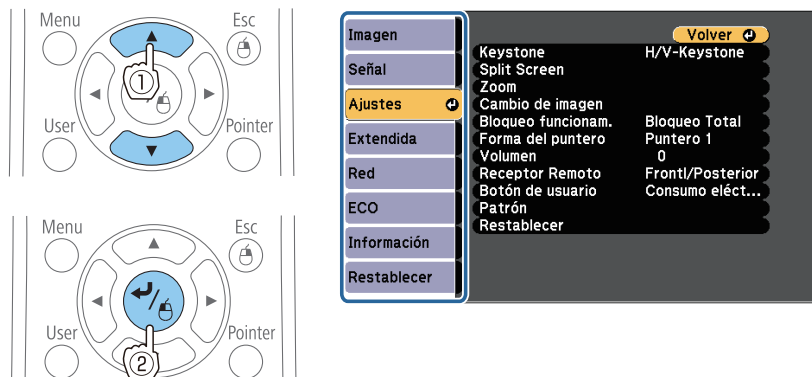 Menu
Esc
①
User
Pointer
Menu
Esc
User
Pointer
②
Imagen
Señal
Ajustes
Extendida
Red
ECO
Información
Restablecer
Volver
Keystone H/V-Keystone
Split Screen
Zoom
Cambio de imagen
Bloqueo funcionam. Bloqueo Total
Forma del puntero Puntero 1
Volumen 0
Receptor Remoto Frontl/Posterior
Botón de usuario Consumo eléct...
Patrón
Restablecer